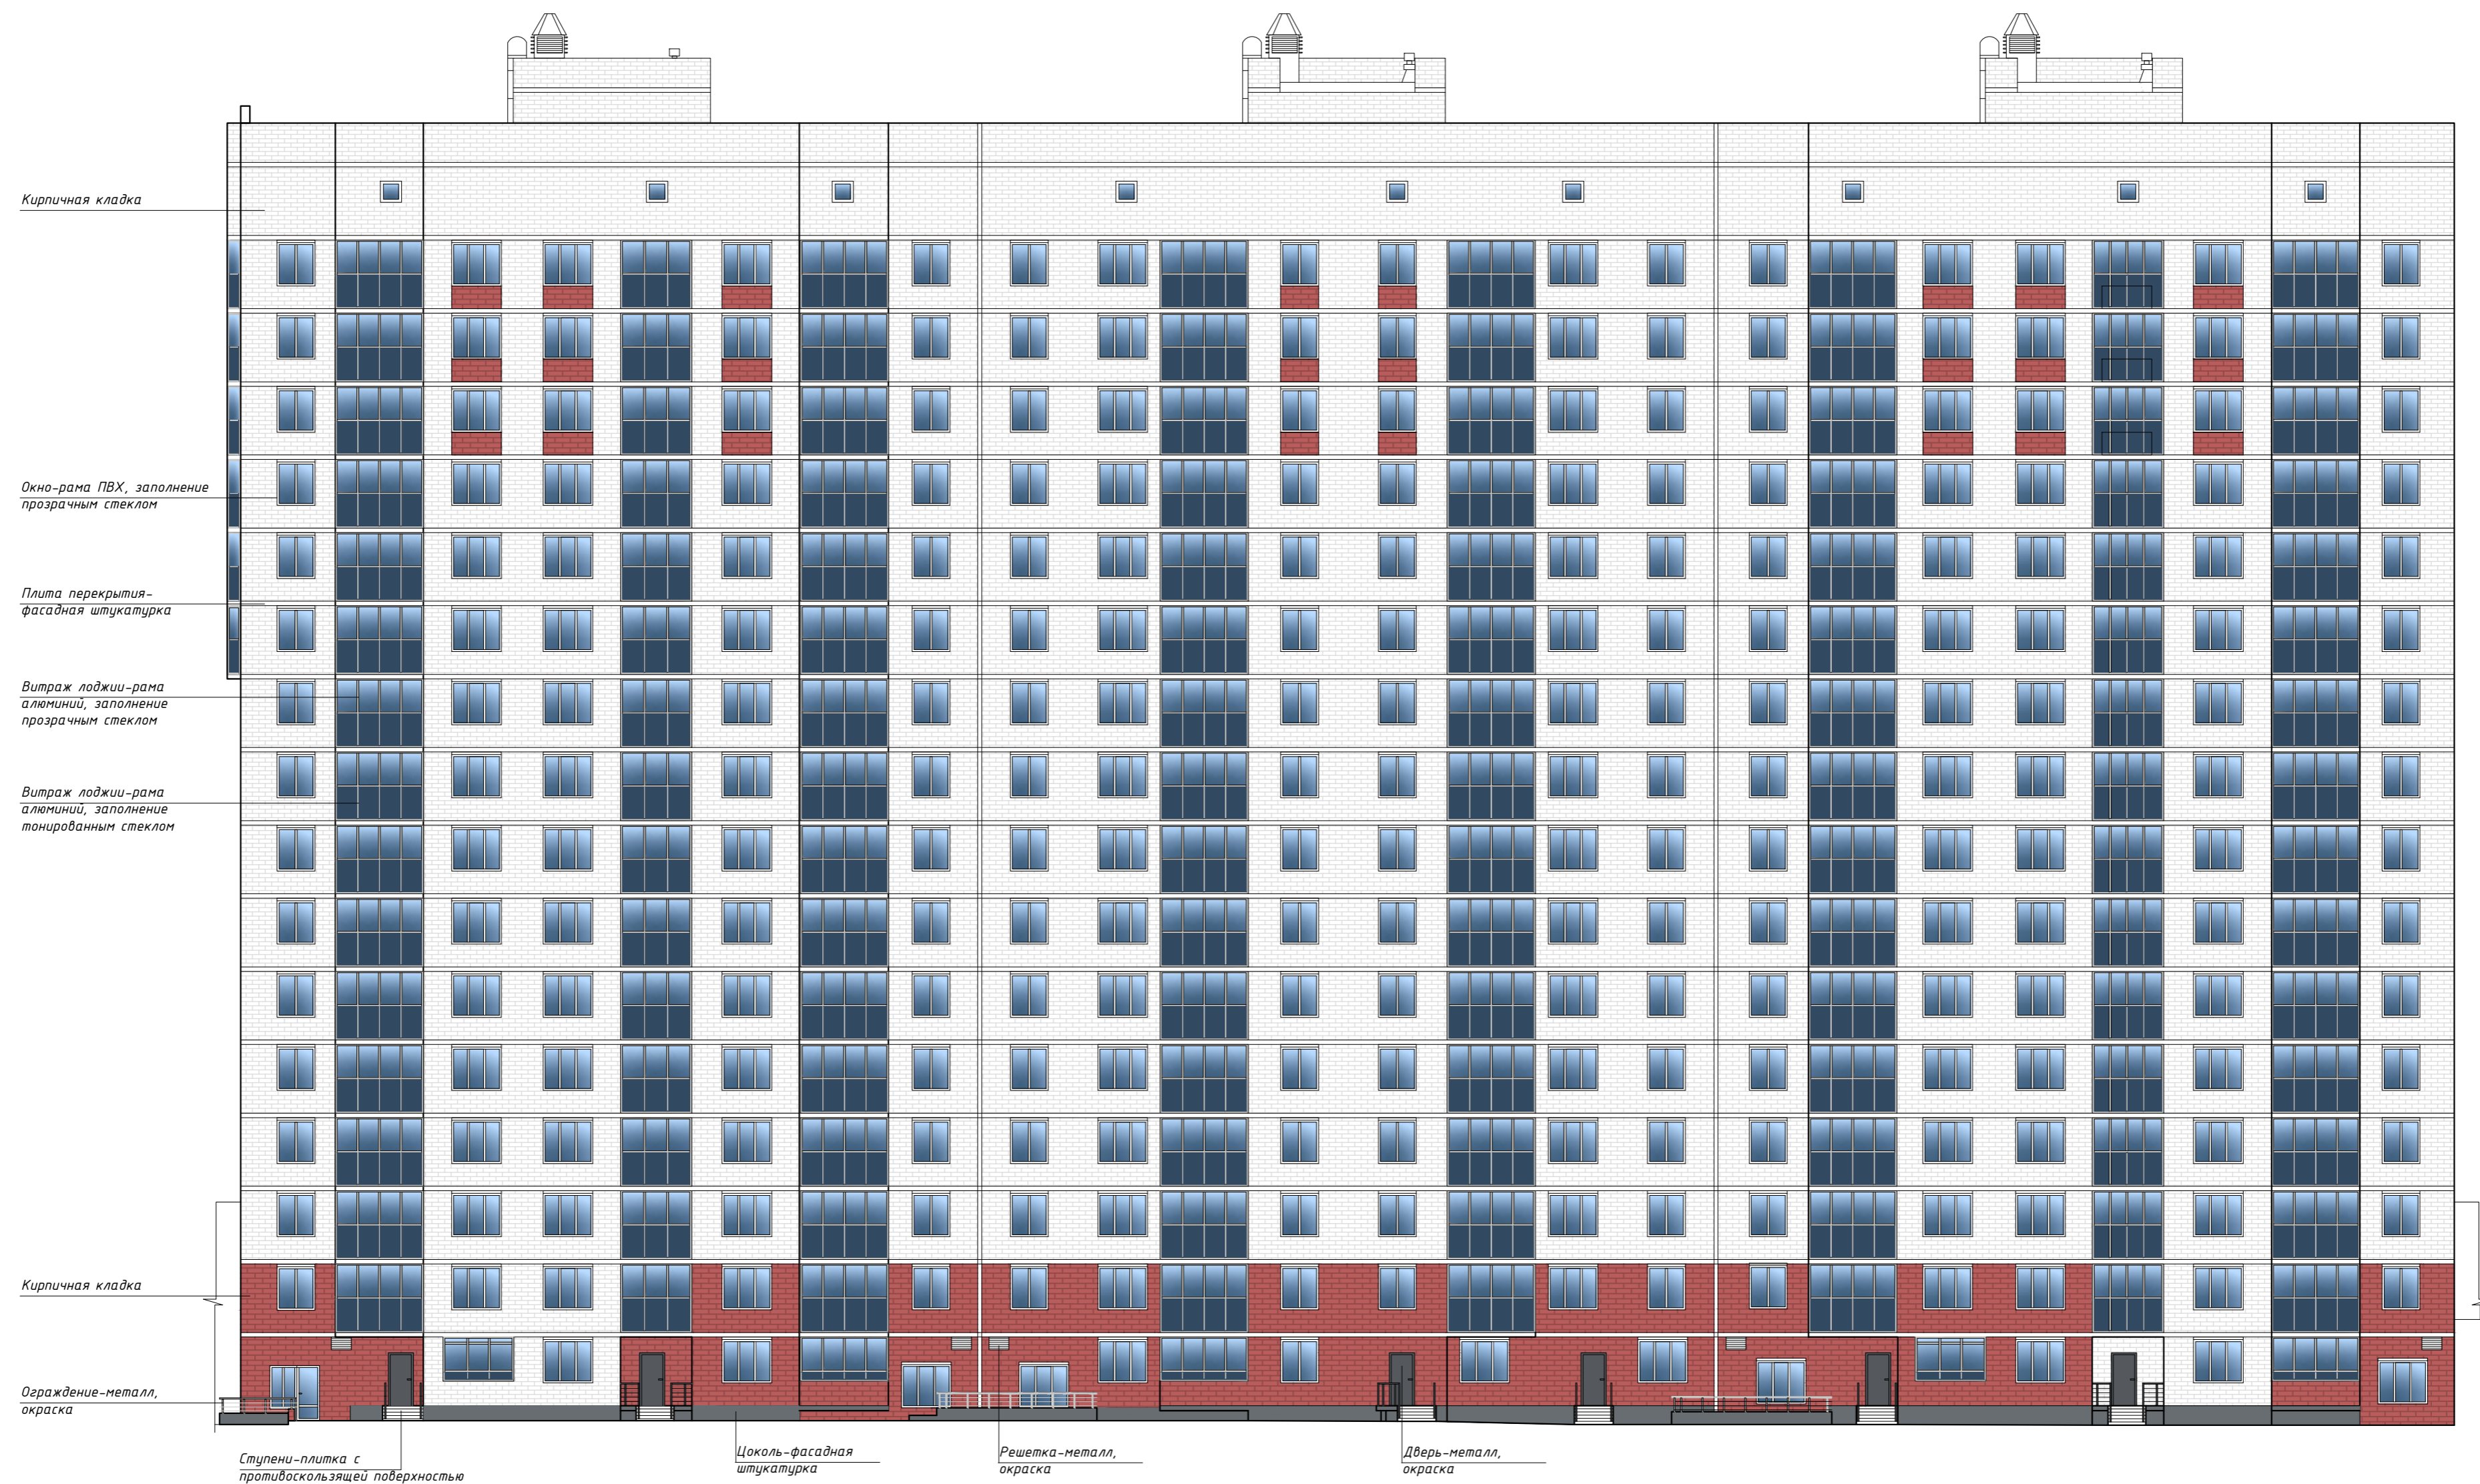 Кирпичная кладка
Окно-рама ПВХ, заполнение
прозрачным стеклом
Плита перекрытия-
фасадная штукатурка
Витраж лоджии-рама
алюминий, заполнение
прозрачным стеклом
Витраж лоджии-рама
алюминий, заполнение
тонированным стеклом
Кирпичная кладка
Ограждение-металл,
окраска
Ступени-плитка с
противоскользящей поверхностью
Цоколь-фасадная
штукатурка
Решетка-металл,
окраска
Дверь-металл,
окраска